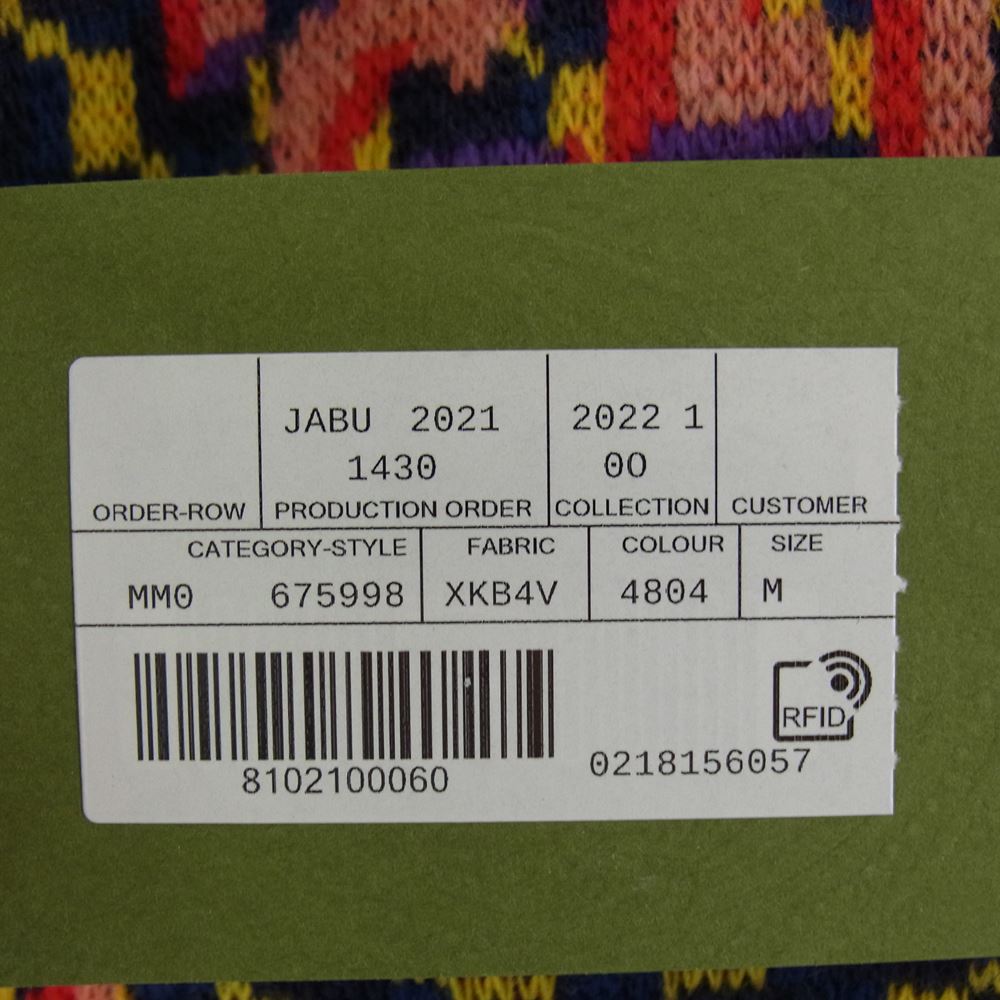 JABU 2021 2022 1
1430 00
ORDER-ROW PRODUCTION ORDER COLLECTION CUSTOMER
CATEGORY-STYLE FABRIC COLOUR SIZE
MM0 675998 XKB4V 4804 M
RFID
0218156057
8102100060